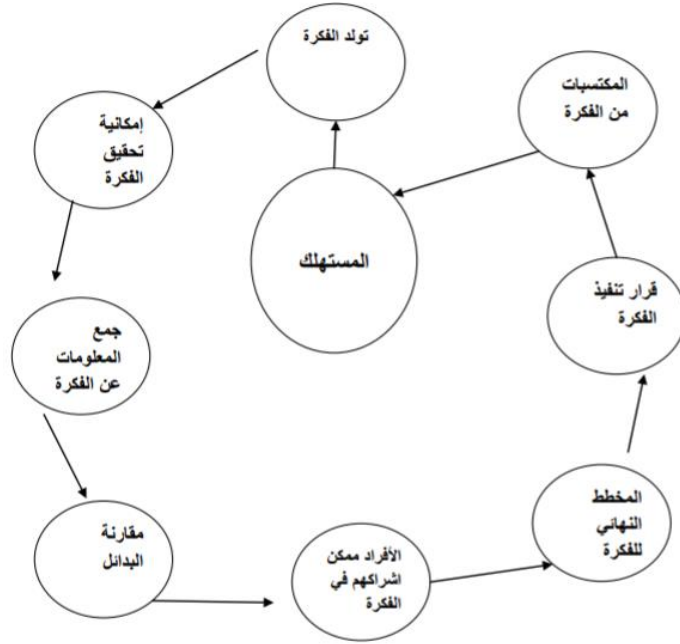 تولد الفكرة
إمكانية
تحقيق
الفكرة
جمع
المعلومات
عن الفكرة
مقارنة
البدائل
الأفراد ممكن
اشراكهم في
الفكرة
المخطط
النهائي
للفكرة
قرار تنفيذ
الفكرة
المكتسبات
من الفكرة
المستهلك